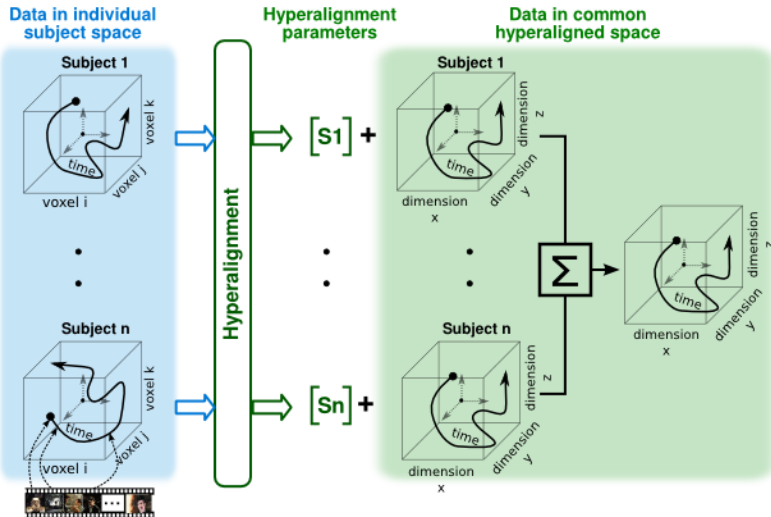 Data in individual
subject space
Hyperalignment
parameters
Data in common
hyperaligned space
Subject 1
voxel k
time
voxel j
voxel i
Hyperalignment
[S1] +
Subject 1
dimension
z
time
dimension
y
dimension
x
Σ
dimension
z
time
dimension
y
dimension
x
Subject n
voxel k
time
voxel j
voxel i
[Sn] +
Subject n
dimension
z
time
dimension
y
dimension
x